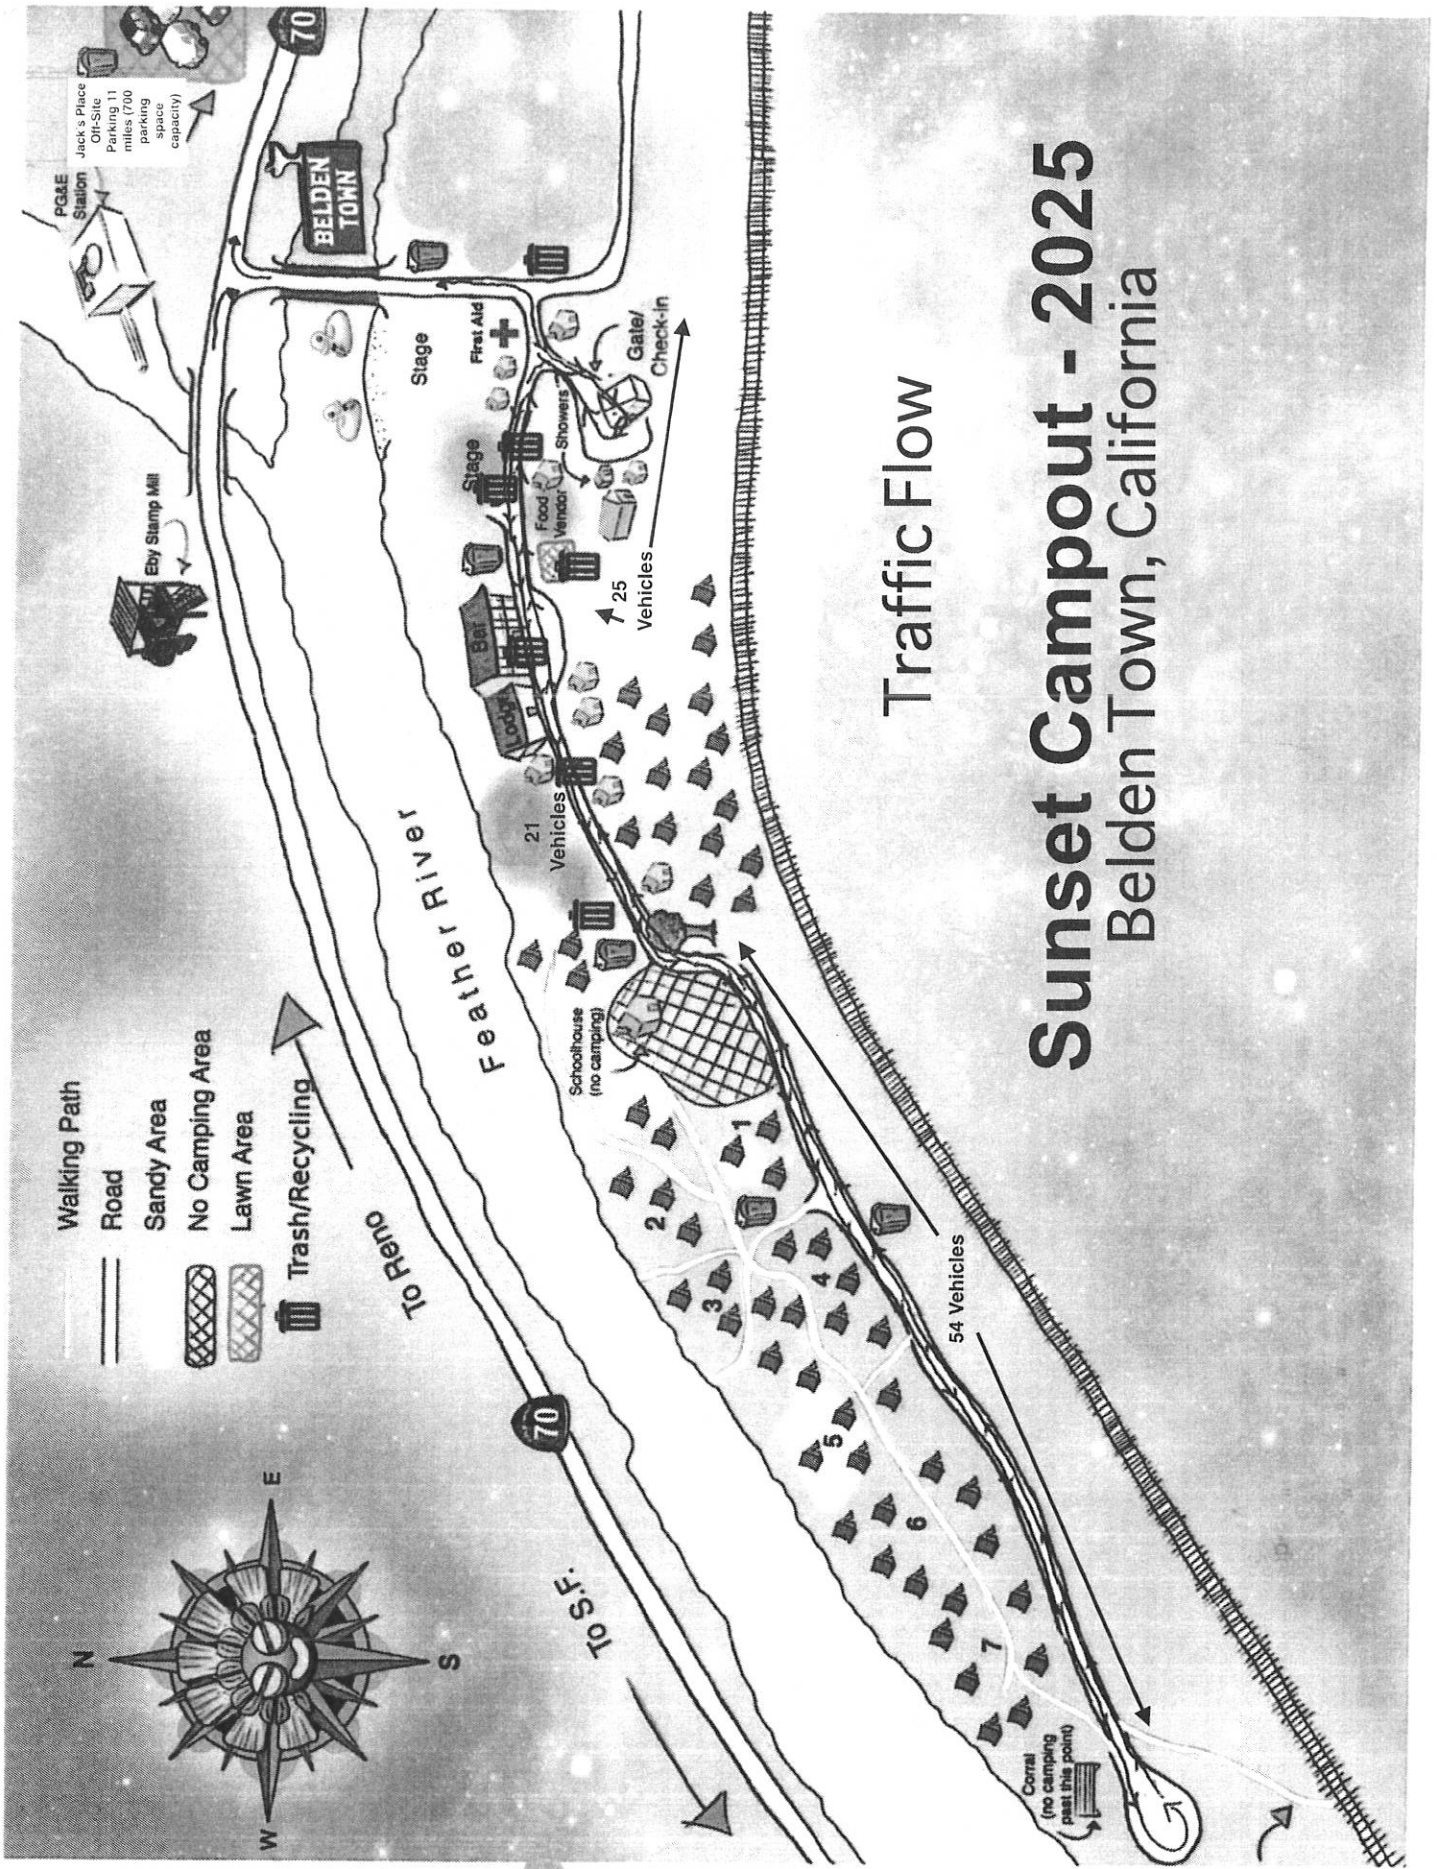 N
W
E
S
Walking Path
Road
Sandy Area
No Camping Area
Lawn Area
Trash/Recycling
To Reno
To S.F.
70
Feather River
Eby Stamp Mill
PG&E
Station
Jack's Place
Off-Site
Parking 11
miles (700
parking
space
capacity)
70
BELDEN
TOWN
Stage
First Aid
Stage
Gate/
Check-in
Showers
Food
Vendor
Bar
Lodge
25
Vehicles
21
Vehicles
Schoolhouse
(no camping)
1
2
3
4
5
6
7
54 Vehicles
Corral
(no camping
past this point)
Traffic Flow
Sunset Campout - 2025
Belden Town, California